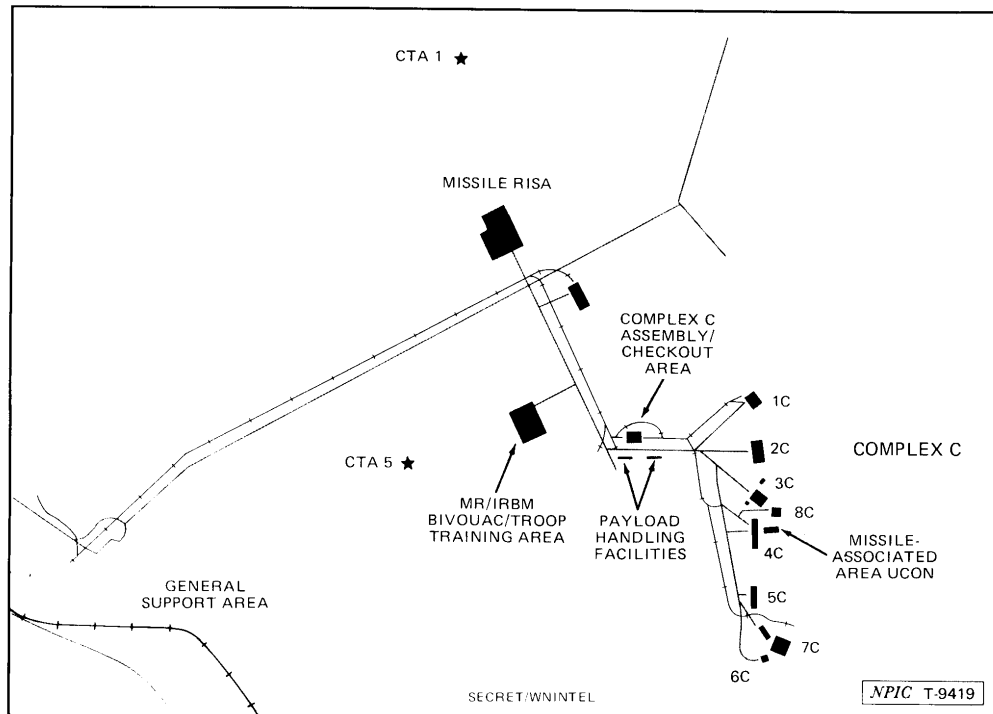 CTA 1
MISSILE RISA
COMPLEX C
ASSEMBLY/
CHECKOUT
AREA
1C
2C
COMPLEX C
3C
CTA 5
8C
MR/IRBM
BIVOUAC/TROOP
TRAINING AREA
PAYLOAD
HANDLING
FACILITIES
4C
MISSILE-
ASSOCIATED
AREA UCON
GENERAL
SUPPORT AREA
5C
7C
6C
SECRET/WNINTEL
NPIC T-9419